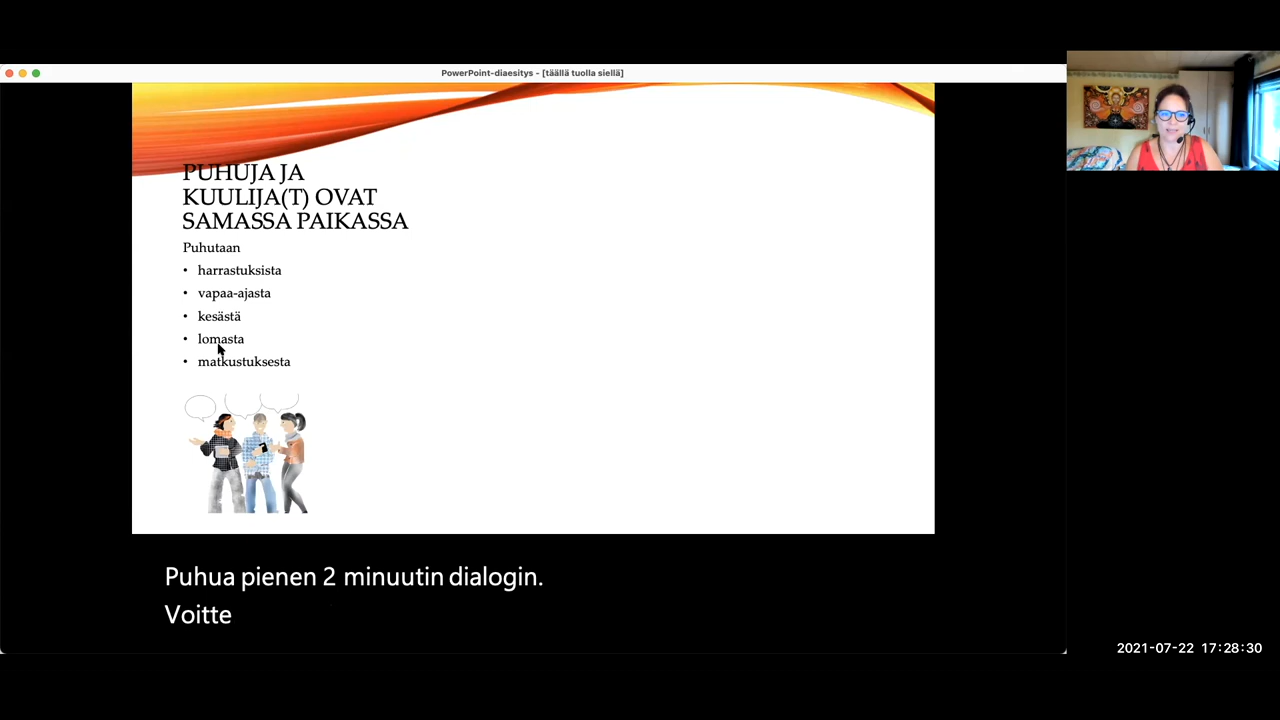 PowerPoint-diaesitys - [täällä tuolla siellä]
PUHUJA JA
KUULIJA(T) OVAT
SAMASSA PAIKASSA
Puhutaan
• harrastuksista
• vapaa-ajasta
• kesästä
• lomasta
• matkustuksesta
Puhua pienen 2 minuutin dialogin.
Voitte
2021-07-22 17:28:30